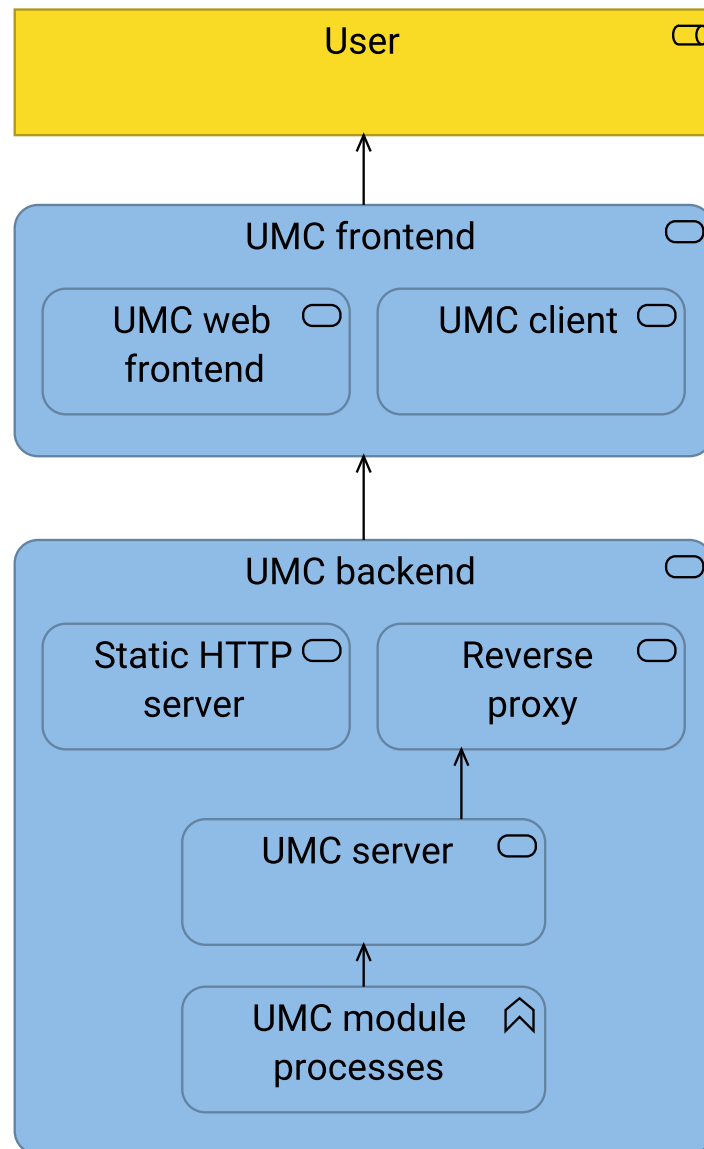 User
UMC frontend
UMC web
frontend
UMC client
UMC backend
Static HTTP
server
Reverse
proxy
UMC server
UMC module
processes